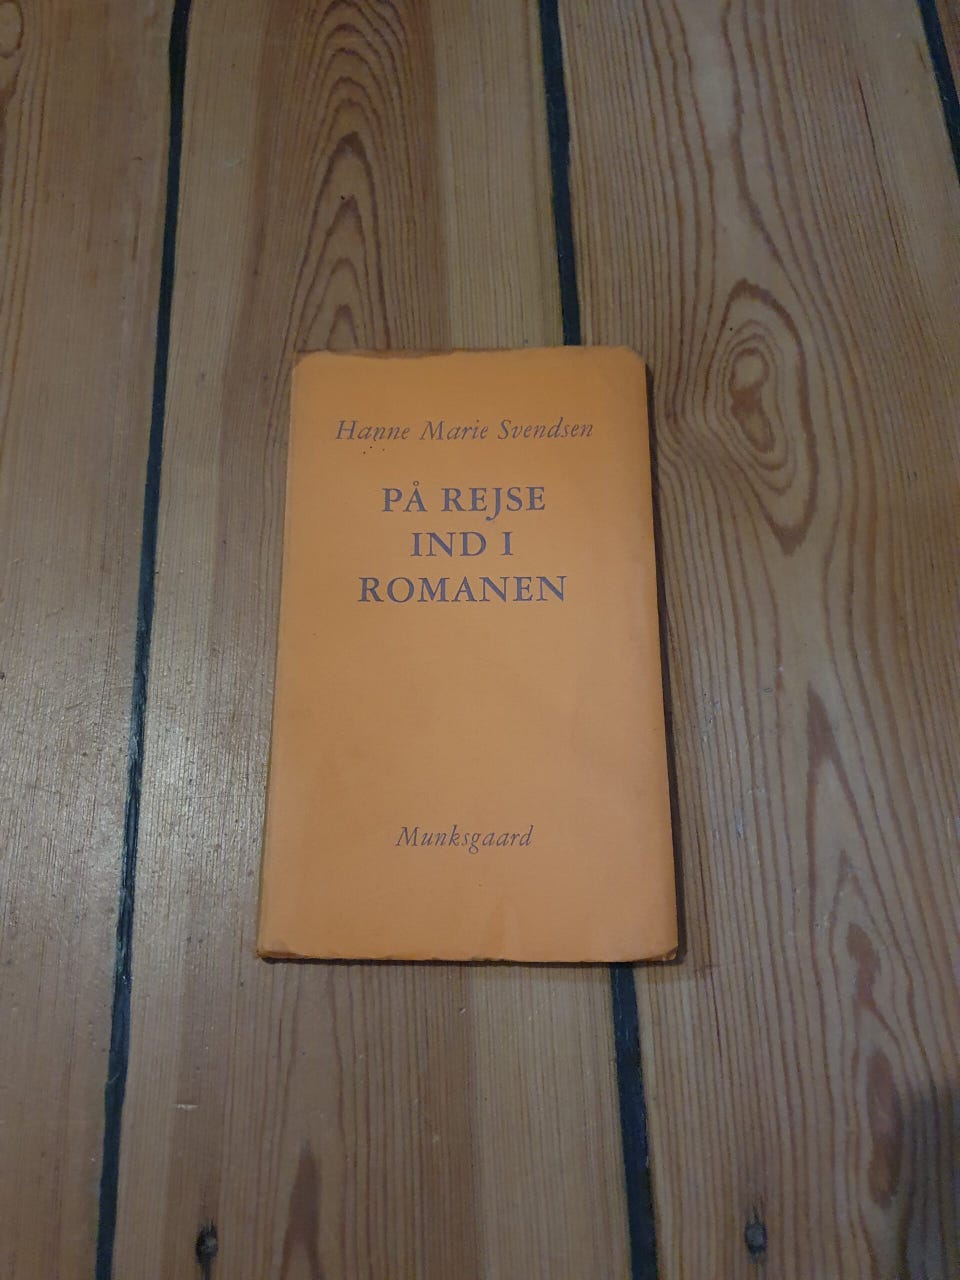 Hanne Marie Svendsen
PÅ REJSE
IND I
ROMANEN
Munksgaard